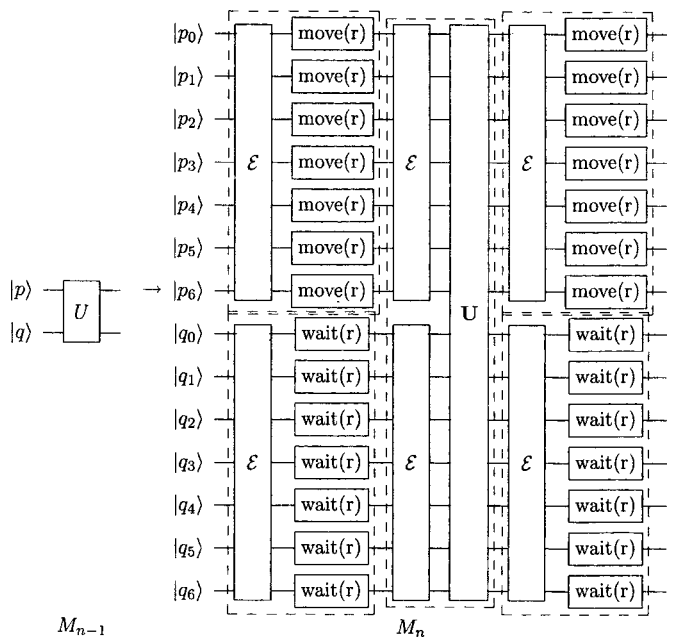 |p₀⟩ move(r) move(r)
|p₁⟩ move(r) move(r)
|p₂⟩ move(r) move(r)
|p₃⟩ ℰ move(r) ℰ ℰ move(r)
|p₄⟩ move(r) move(r)
|p₅⟩ move(r) move(r)
|p⟩ → |p₆⟩ move(r) move(r)
U U
|q⟩ |q₀⟩ wait(r) wait(r)
|q₁⟩ wait(r) wait(r)
|q₂⟩ wait(r) wait(r)
|q₃⟩ ℰ wait(r) ℰ ℰ wait(r)
|q₄⟩ wait(r) wait(r)
|q₅⟩ wait(r) wait(r)
|q₆⟩ wait(r) wait(r)
Mₙ₋₁ Mₙ